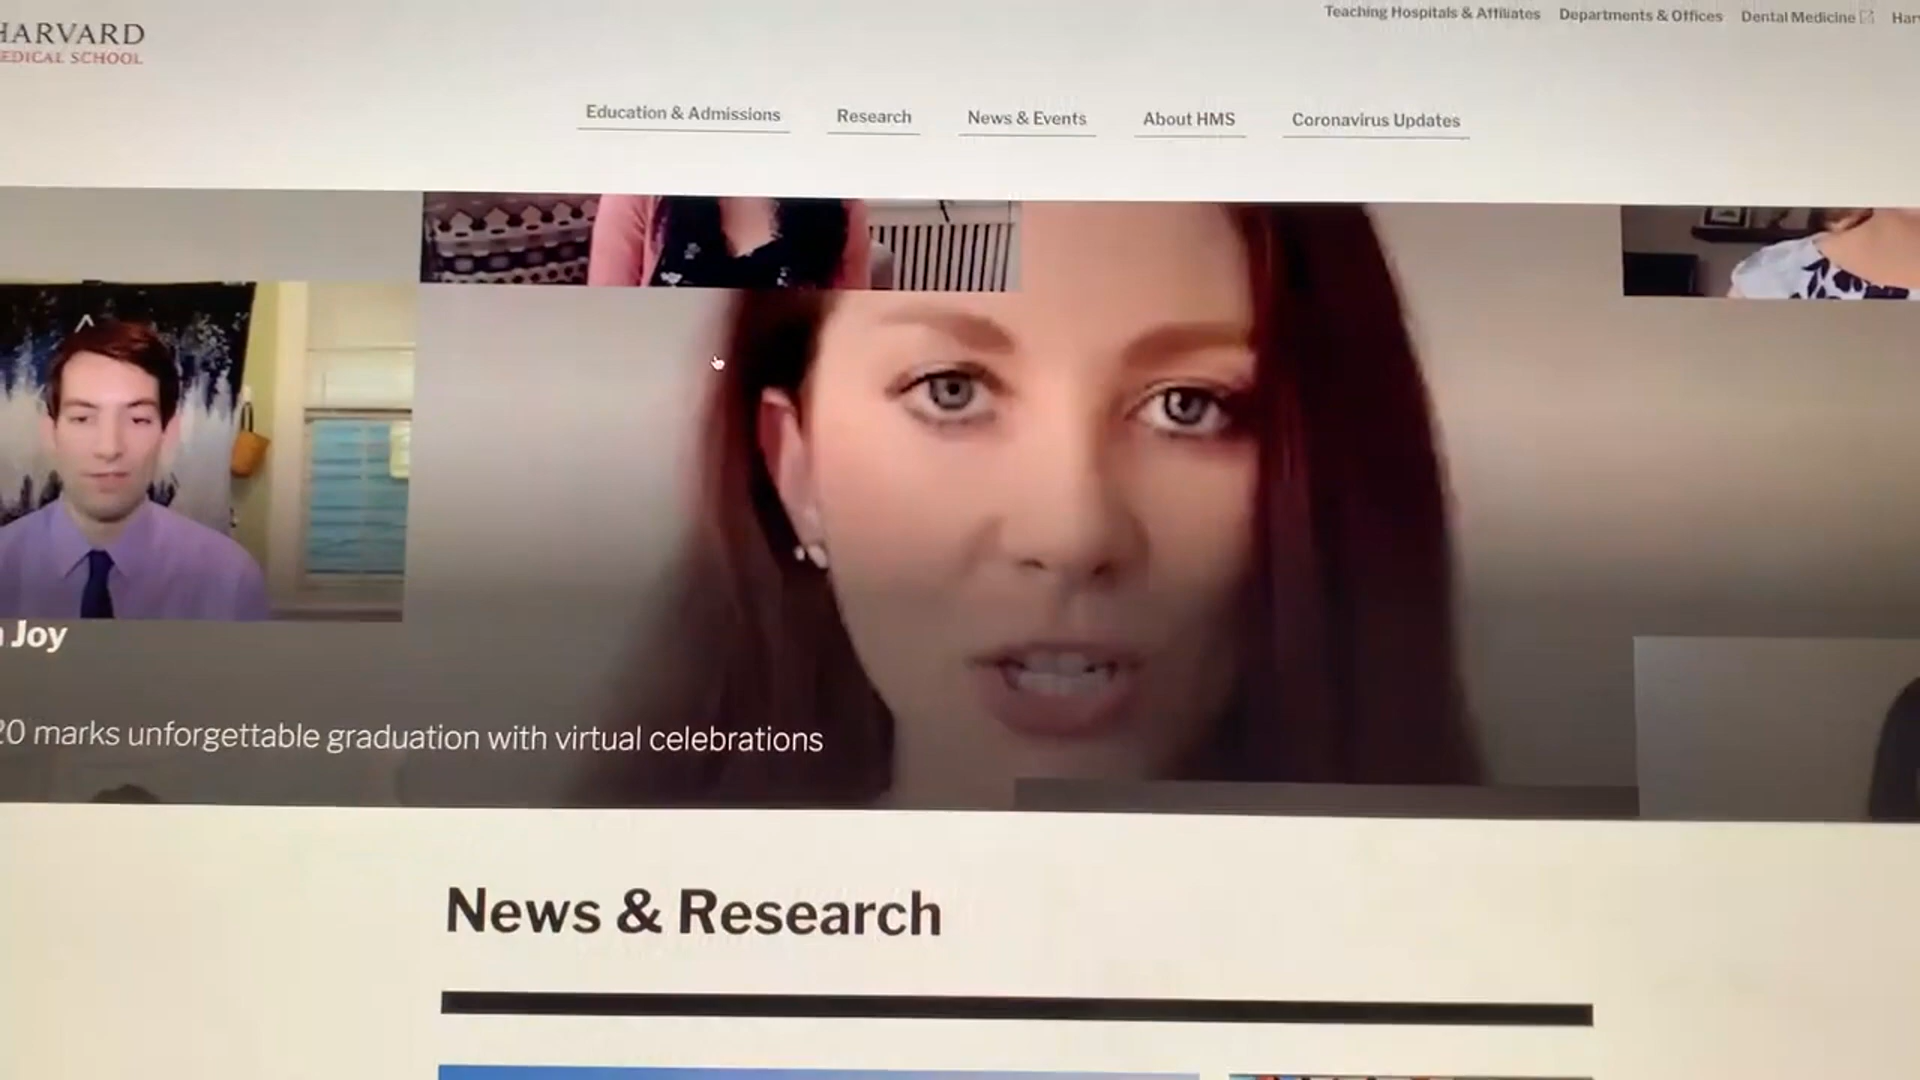 Teaching Hospitals & Affiliates Departments & Offices Dental Medicine
HARVARD
MEDICAL SCHOOL
Education & Admissions Research News & Events About HMS Coronavirus Updates
Joy
20 marks unforgettable graduation with virtual celebrations
News & Research